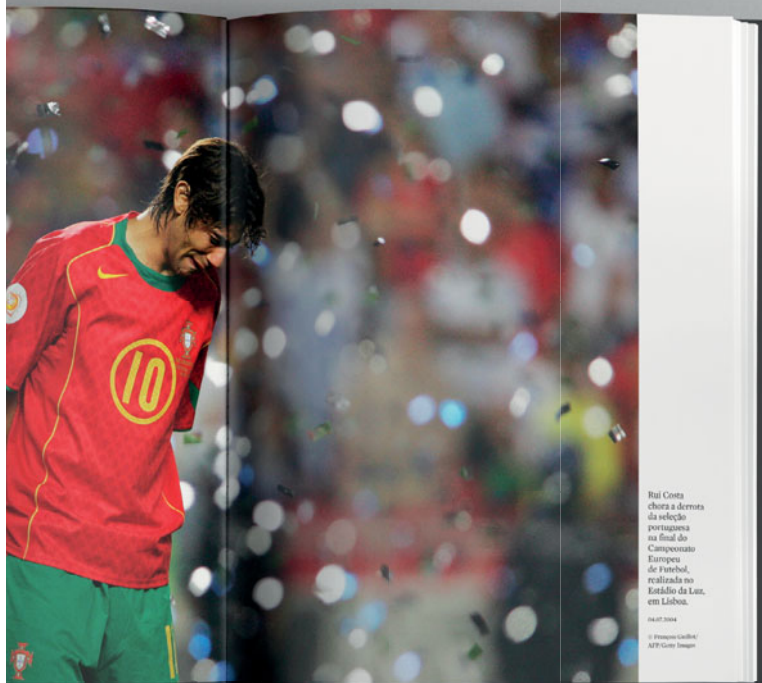 10
Rui Costa
chora a derrota
da seleção
portuguesa
na final do
Campeonato
Europeu
de Futebol,
realizada no
Estádio da Luz,
em Lisboa.
04.07.2004
© François Guillot/
AFP/Getty Images